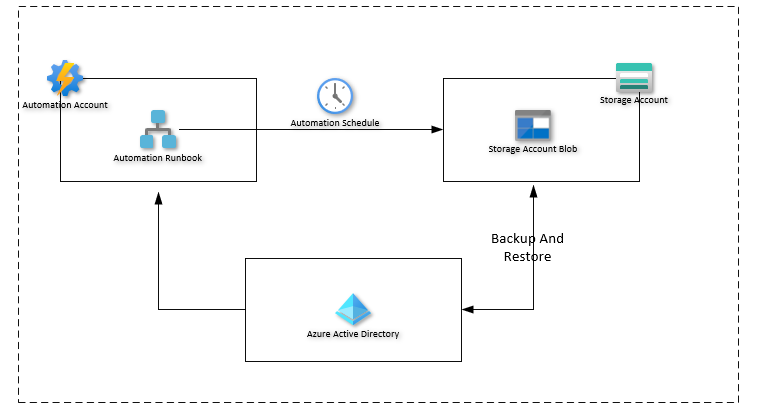 Automation Account
Automation Runbook
Automation Schedule
Storage Account
Storage Account Blob
Backup And
Restore
Azure Active Directory